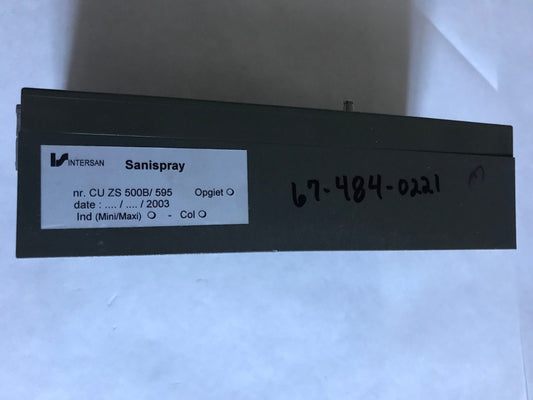 INTERSAN Sanispray
nr. CU ZS 500B/ 595 Opgiet O
date : .... / .... / 2003
Ind (Mini/Maxi) O - Col O
67-484-0221